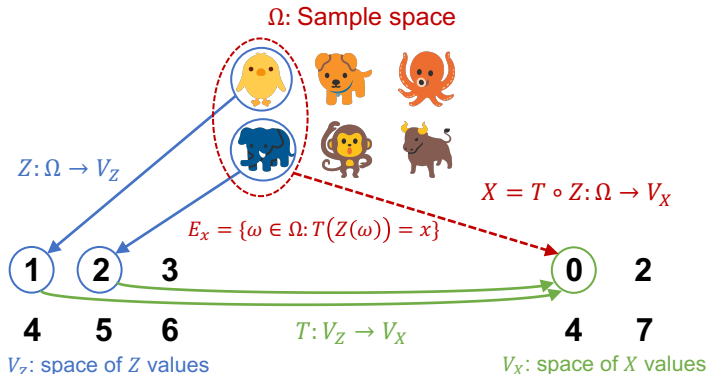 Ω: Sample space
Z: Ω → V_Z
X = T ∘ Z: Ω → V_X
E_x = {ω ∈ Ω: T(Z(ω)) = x}
1 2 3 0 2
4 5 6 T: V_Z → V_X 4 7
V_Z: space of Z values V_X: space of X values